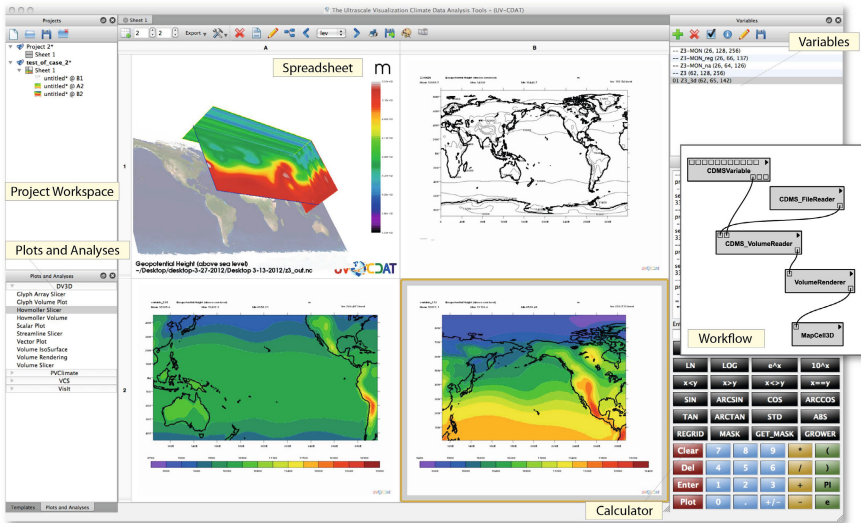 The Ultrascale Visualization Climate Data Analysis Tools - (UV-CDAT)
Projects
Project 2*
Sheet 1
test_of_case_2*
Sheet 1
untitled* @ B1
untitled* @ A2
untitled* @ B2
Project Workspace
Plots and Analyses
Plots and Analyses
DV3D
Glyph Array Slicer
Glyph Volume Plot
Hovmoller Slicer
Hovmoller Volume
Scalar Plot
Streamline Slicer
Vector Plot
Volume IsoSurface
Volume Rendering
Volume Slicer
PVClimate
VCS
VisIt
Templates
Plots and Analyses
Sheet 1
2
2
Export
lev
A
B
1
2
Spreadsheet
m
Geopotential Height (above sea level)
~/Desktop/desktop-3-27-2012/Desktop 3-13-2012/z3_out.nc
UV CDAT
Variables
Variables
-- Z3-MON (26, 128, 256)
-- Z3-MON_reg (26, 66, 137)
-- Z3-MON_na (26, 64, 126)
-- Z3 (62, 128, 256)
01 Z3_3d (62, 65, 142)
CDMSVariable
CDMS_FileReader
CDMS_VolumeReader
VolumeRenderer
MapCell3D
Workflow
LN LOG e^x 10^x
x<y x>y x<>y x==y
SIN ARCSIN COS ARCCOS
TAN ARCTAN STD ABS
REGRID MASK GET_MASK GROWER
Clear 7 8 9 * (
Del 4 5 6 / )
Enter 1 2 3 + PI
Plot 0 . +/- - e
Calculator